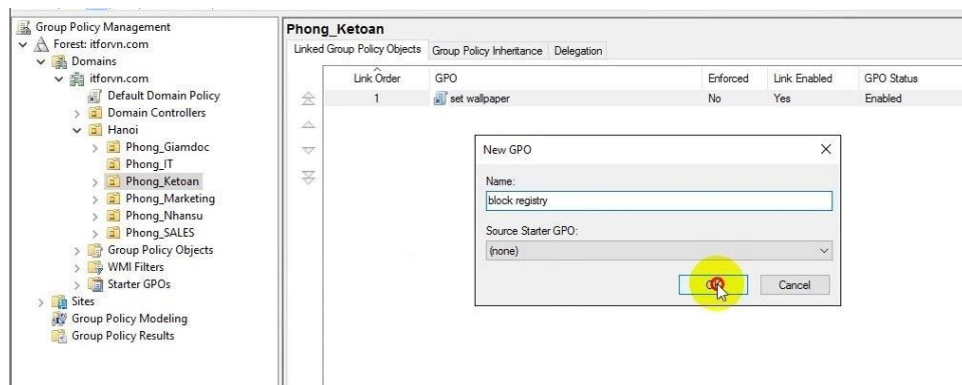 Group Policy Management
Forest: itforvn.com
Domains
itforvn.com
Default Domain Policy
Domain Controllers
Hanoi
Phong_Giamdoc
Phong_IT
Phong_Ketoan
Phong_Marketing
Phong_Nhansu
Phong_SALES
Group Policy Objects
WMI Filters
Starter GPOs
Sites
Group Policy Modeling
Group Policy Results
Phong_Ketoan
Linked Group Policy Objects Group Policy Inheritance Delegation
Link Order GPO Enforced Link Enabled GPO Status
1 set wallpaper No Yes Enabled
New GPO
Name:
block registry
Source Starter GPO:
(none)
Cancel